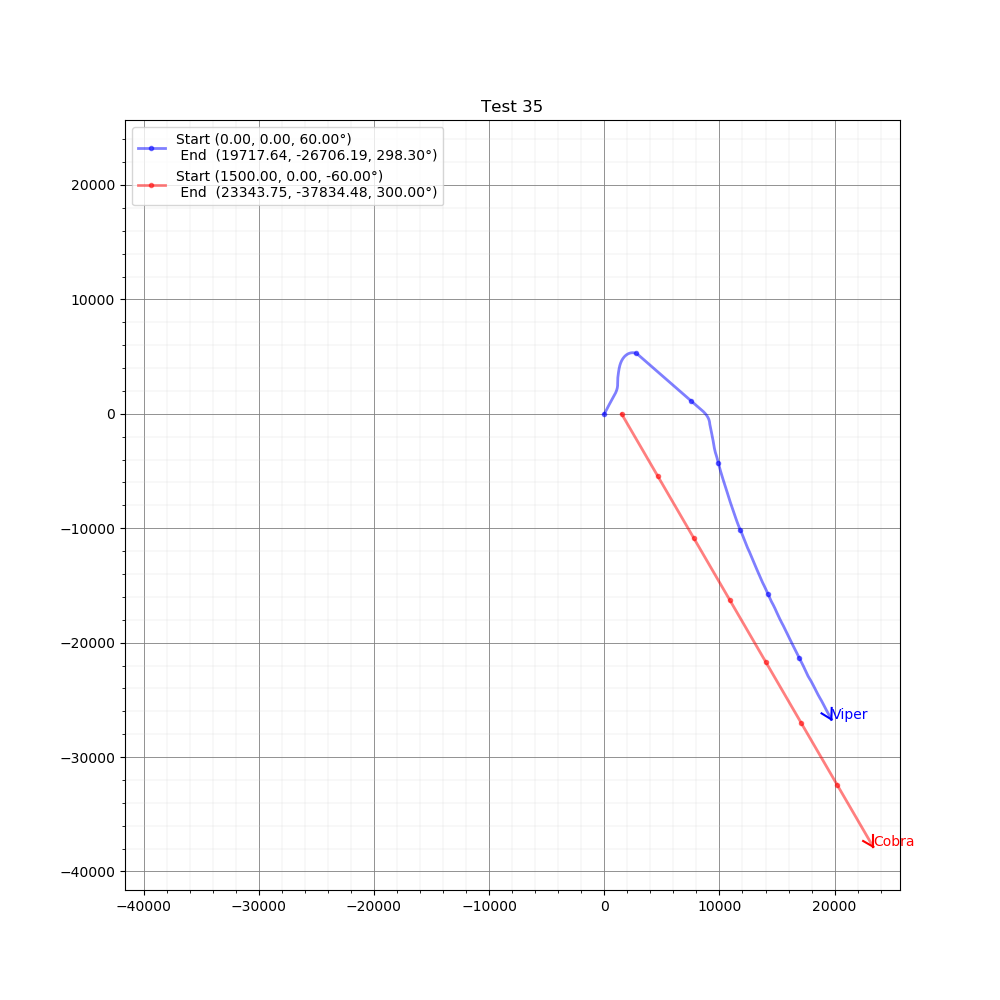 Test 35
Start (0.00, 0.00, 60.00°)
End  (19717.64, -26706.19, 298.30°)
Start (1500.00, 0.00, -60.00°)
End  (23343.75, -37834.48, 300.00°)
20000
10000
0
−10000
−20000
−30000
−40000
Viper
Cobra
−40000
−30000
−20000
−10000
0
10000
20000